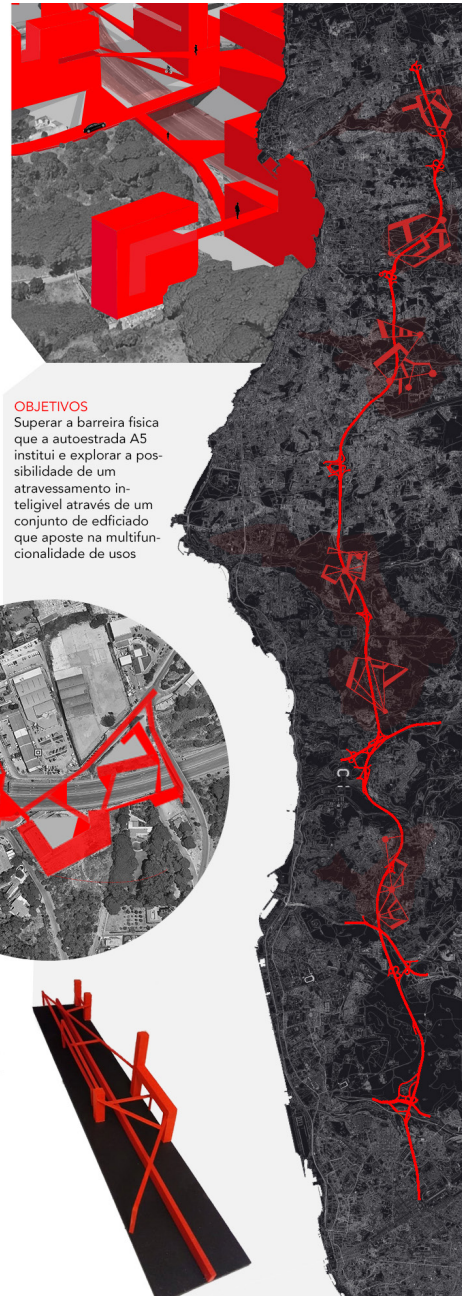 OBJETIVOS
Superar a barreira fisica
que a autoestrada A5
institui e explorar a pos-
sibilidade de um
atravessamento in-
teligivel através de um
conjunto de edficiado
que aposte na multifun-
cionalidade de usos